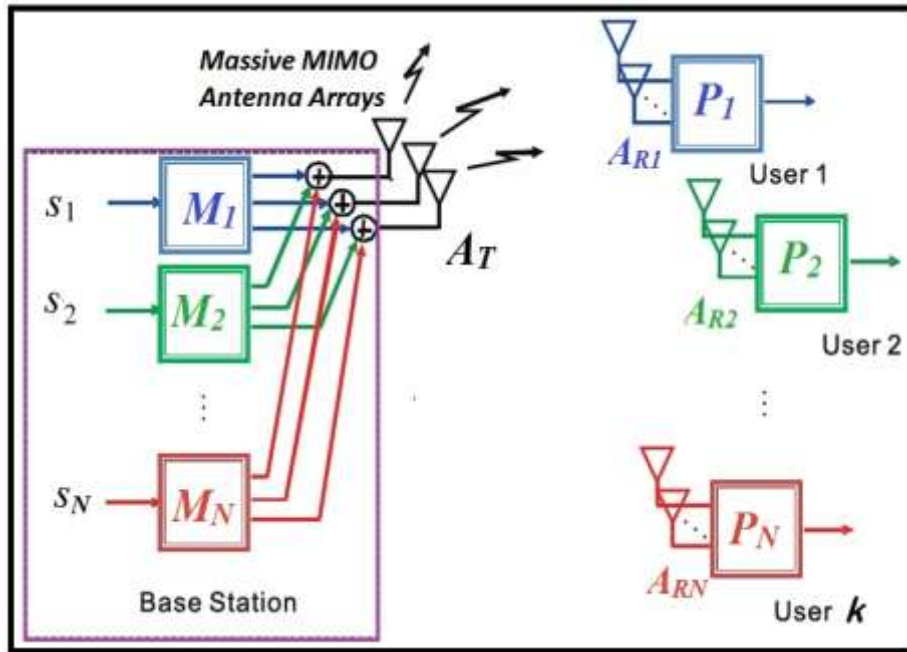 Massive MIMO
Antenna Arrays
S1
M1
S2
M2
⋮
SN
MN
Base Station
AT
P1
AR1
User 1
P2
AR2
User 2
⋮
PN
ARN
User k